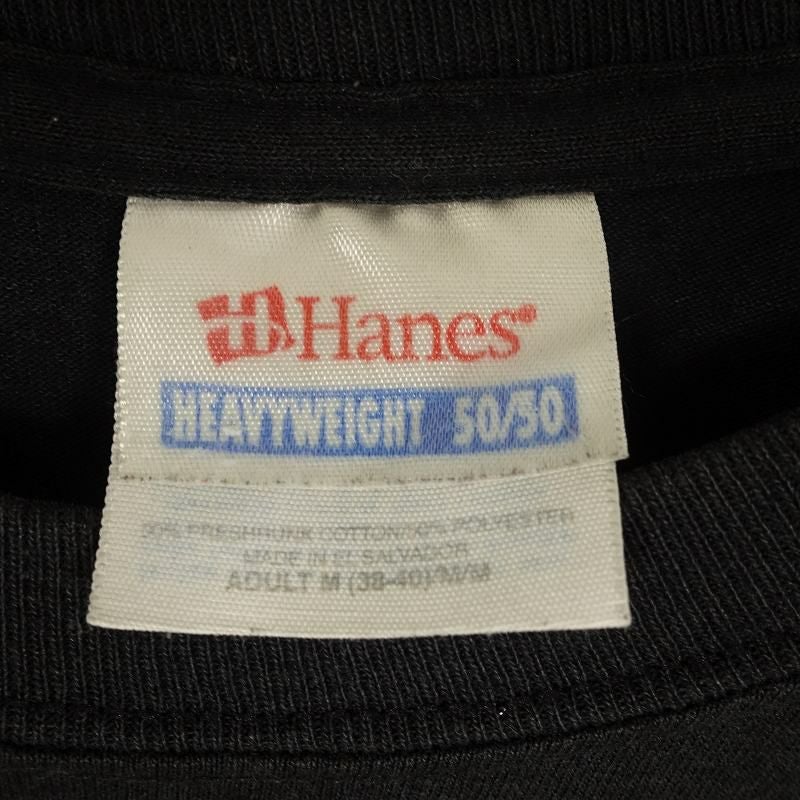 Hanes®
HEAVYWEIGHT 50/50
50% PRESHRUNK COTTON/50% POLYESTER
MADE IN EL SALVADOR
ADULT M (38-40)/M/M